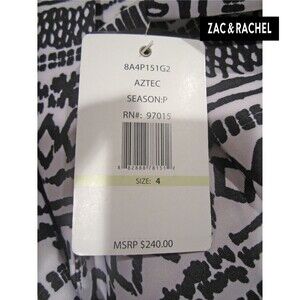 ZAC & RACHEL
8A4P151G2
AZTEC
SEASON:P
RN#: 97015
SIZE: 4
MSRP $240.00